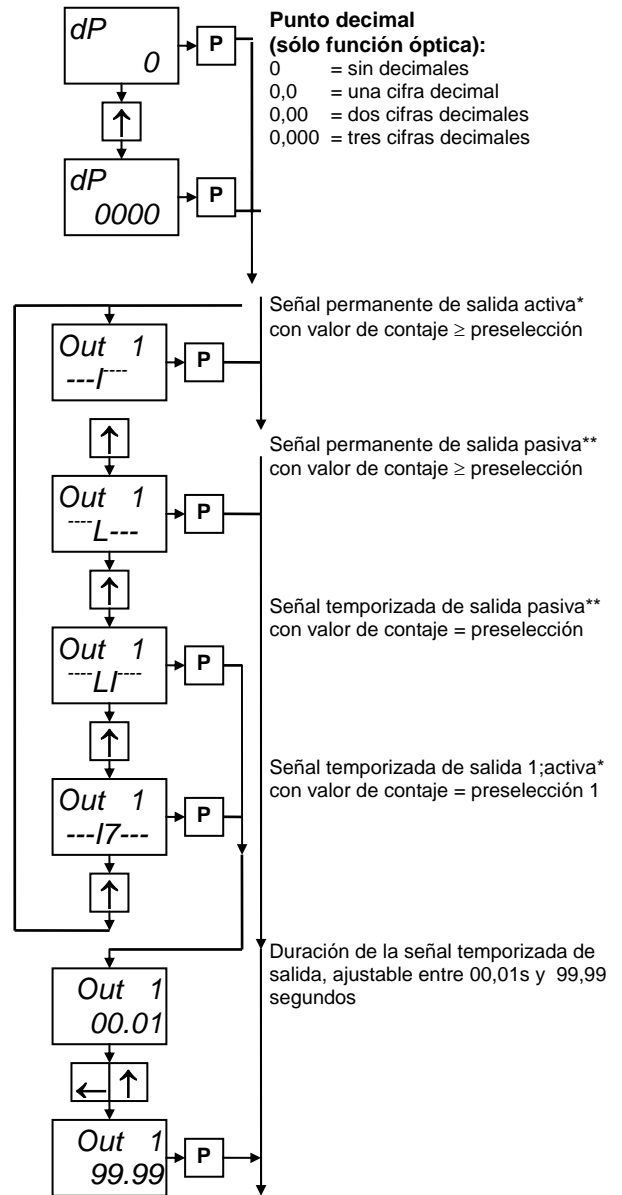 dP
0
P
Punto decimal
(sólo función óptica):
0 = sin decimales
0,0 = una cifra decimal
0,00 = dos cifras decimales
0,000 = tres cifras decimales
↑
dP
0000
P
Señal permanente de salida activa*
con valor de contaje ≥ preselección
Out 1
---I----
P
↑
Señal permanente de salida pasiva**
con valor de contaje ≥ preselección
Out 1
----L---
P
↑
Señal temporizada de salida pasiva**
con valor de contaje = preselección
Out 1
----LI----
P
↑
Señal temporizada de salida 1;activa*
con valor de contaje = preselección 1
Out 1
---I7---
P
↑
Duración de la señal temporizada de
salida, ajustable entre 00,01s y 99,99
segundos
Out 1
00.01
← ↑
Out 1
99.99
P